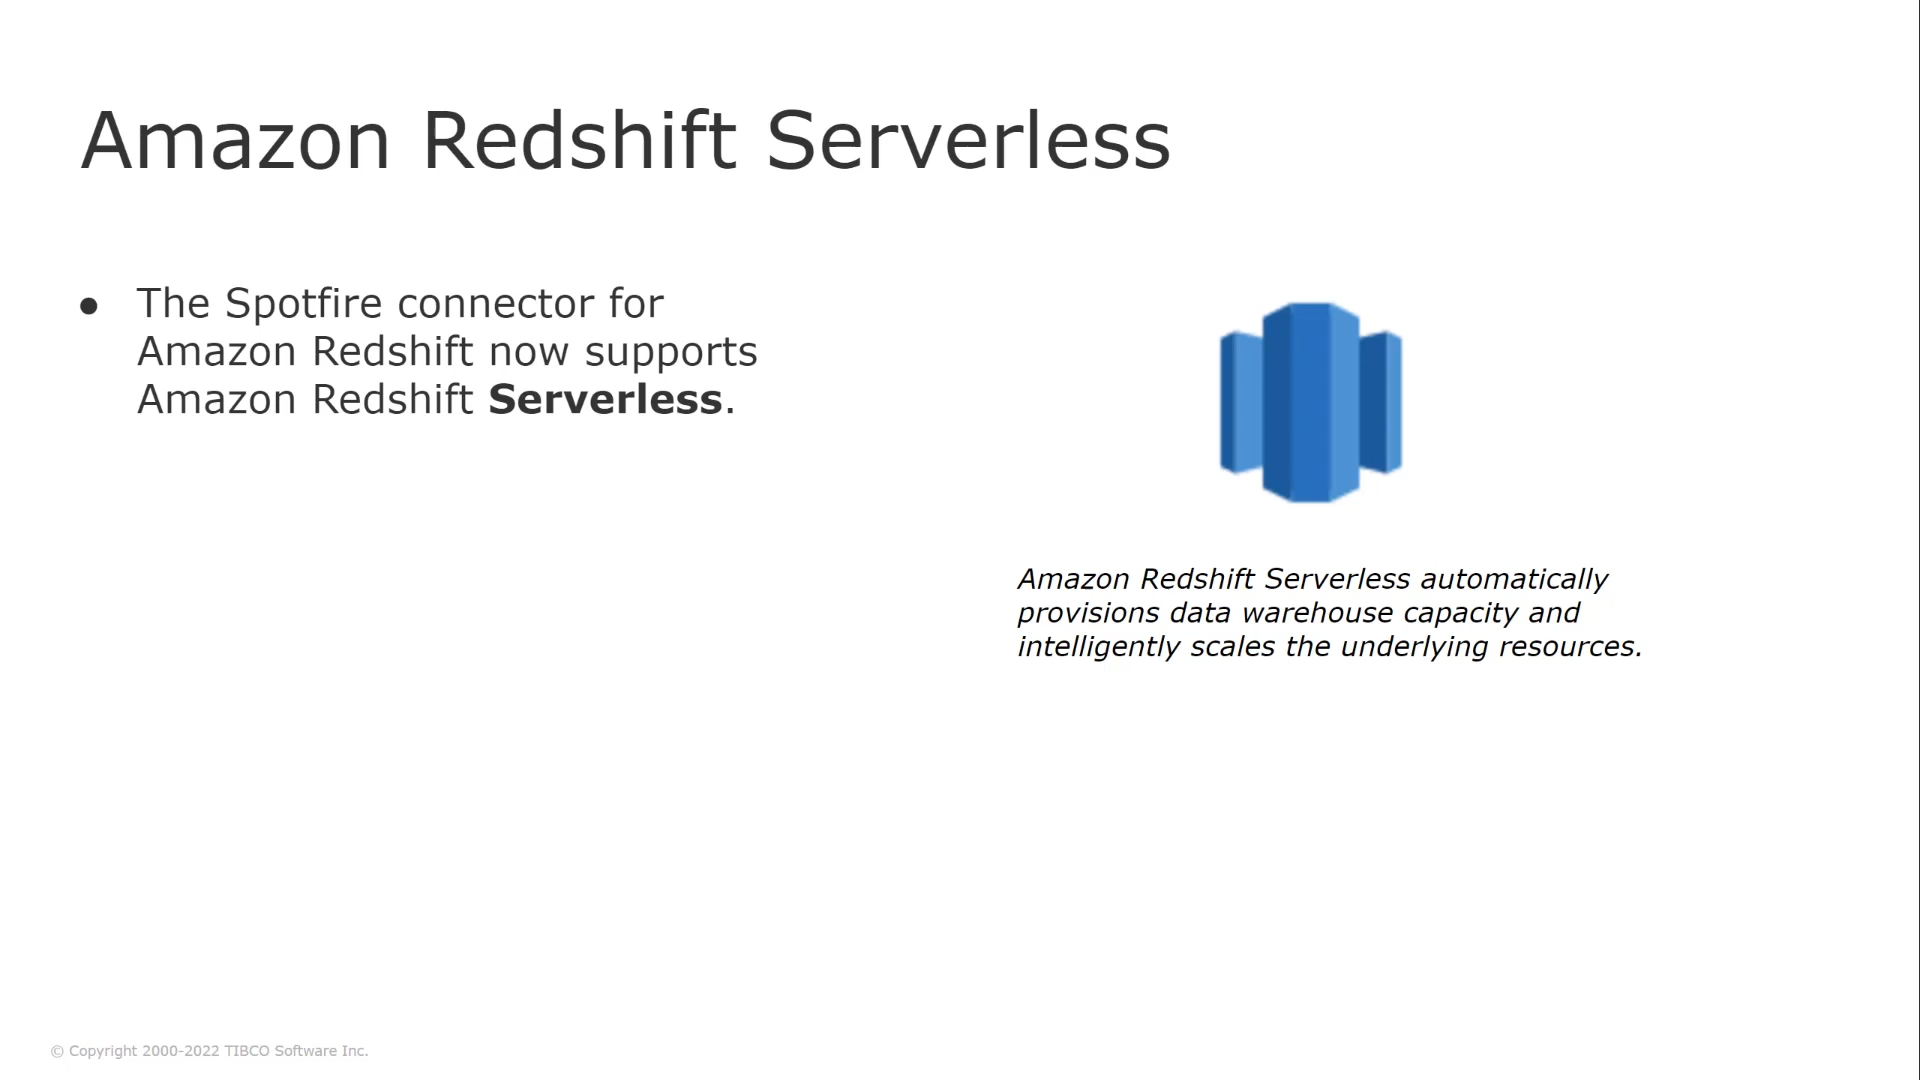 Amazon Redshift Serverless
● The Spotfire connector for
Amazon Redshift now supports
Amazon Redshift Serverless.
Amazon Redshift Serverless automatically
provisions data warehouse capacity and
intelligently scales the underlying resources.
© Copyright 2000-2022 TIBCO Software Inc.